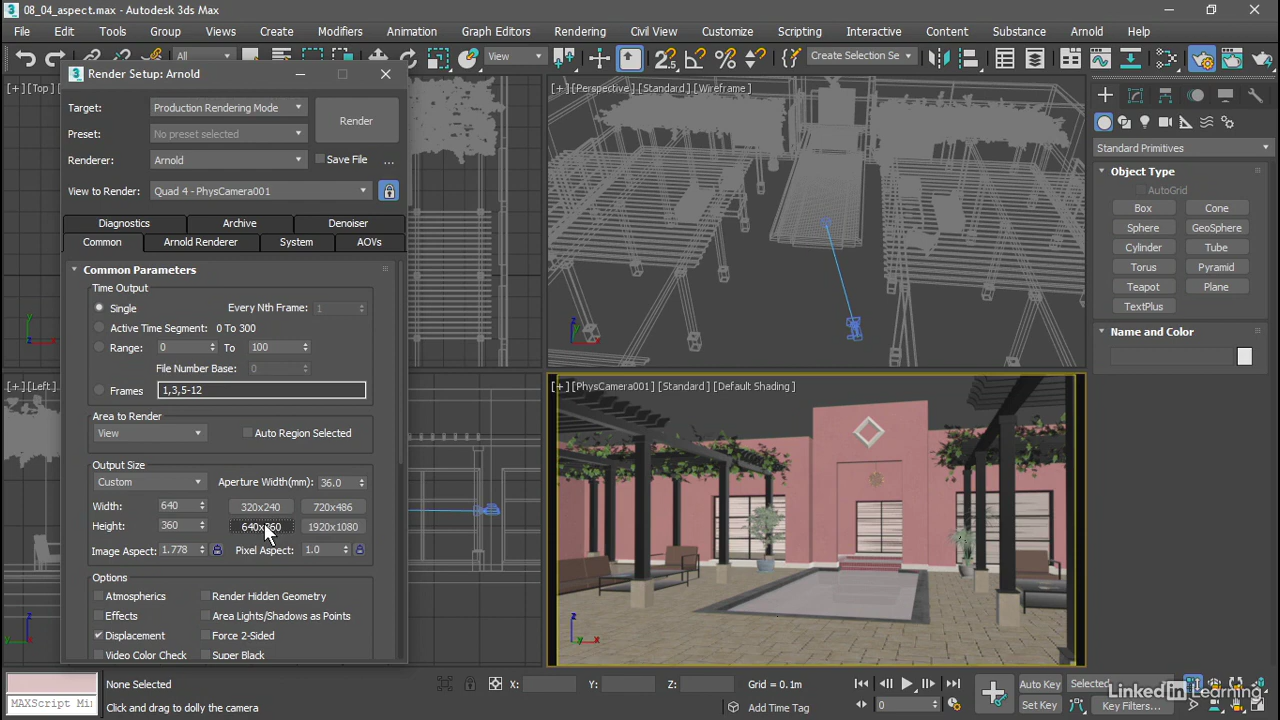 08_04_aspect.max - Autodesk 3ds Max
File Edit Tools Group Views Create Modifiers Animation Graph Editors Rendering Civil View Customize Scripting Interactive Content Substance Arnold Help
All View Create Selection Se
Render Setup: Arnold
Target: Production Rendering Mode
Render
Preset: No preset selected
Renderer: Arnold Save File ...
View to Render: Quad 4 - PhysCamera001
Diagnostics Archive Denoiser
Common Arnold Renderer System AOVs
Common Parameters
Time Output
Single Every Nth Frame: 1
Active Time Segment: 0 To 300
Range: 0 To 100
File Number Base: 0
Frames 1,3,5-12
Area to Render
View Auto Region Selected
Output Size
Custom Aperture Width(mm): 36.0
Width: 640 320x240 720x486
Height: 360 640x360 1920x1080
Image Aspect: 1.778 Pixel Aspect: 1.0
Options
Atmospherics Render Hidden Geometry
Effects Area Lights/Shadows as Points
Displacement Force 2-Sided
Video Color Check Super Black
[+] [Top]
[+] [Perspective] [Standard] [Wireframe]
[+] [Left]
[+] [PhysCamera001] [Standard] [Default Shading]
z
x
y
Standard Primitives
Object Type
AutoGrid
Box Cone
Sphere GeoSphere
Cylinder Tube
Torus Pyramid
Teapot Plane
TextPlus
Name and Color
MAXScript Mi
None Selected
Click and drag to dolly the camera
X: Y: Z: Grid = 0.1m
Add Time Tag
0
Auto Key Selected
Set Key Key Filters...
LinkedIn Learning